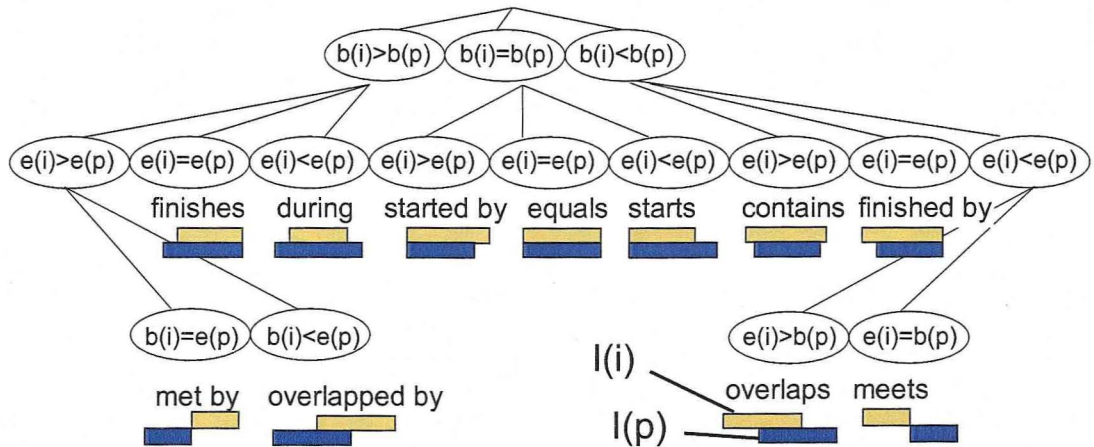 b(i)>b(p) b(i)=b(p) b(i)<b(p)
e(i)>e(p) e(i)=e(p) e(i)<e(p) e(i)>e(p) e(i)=e(p) e(i)<e(p) e(i)>e(p) e(i)=e(p) e(i)<e(p)
finishes during started by equals starts contains finished by
b(i)=e(p) b(i)<e(p) e(i)>b(p) e(i)=b(p)
I(i)
met by overlapped by overlaps meets
I(p)